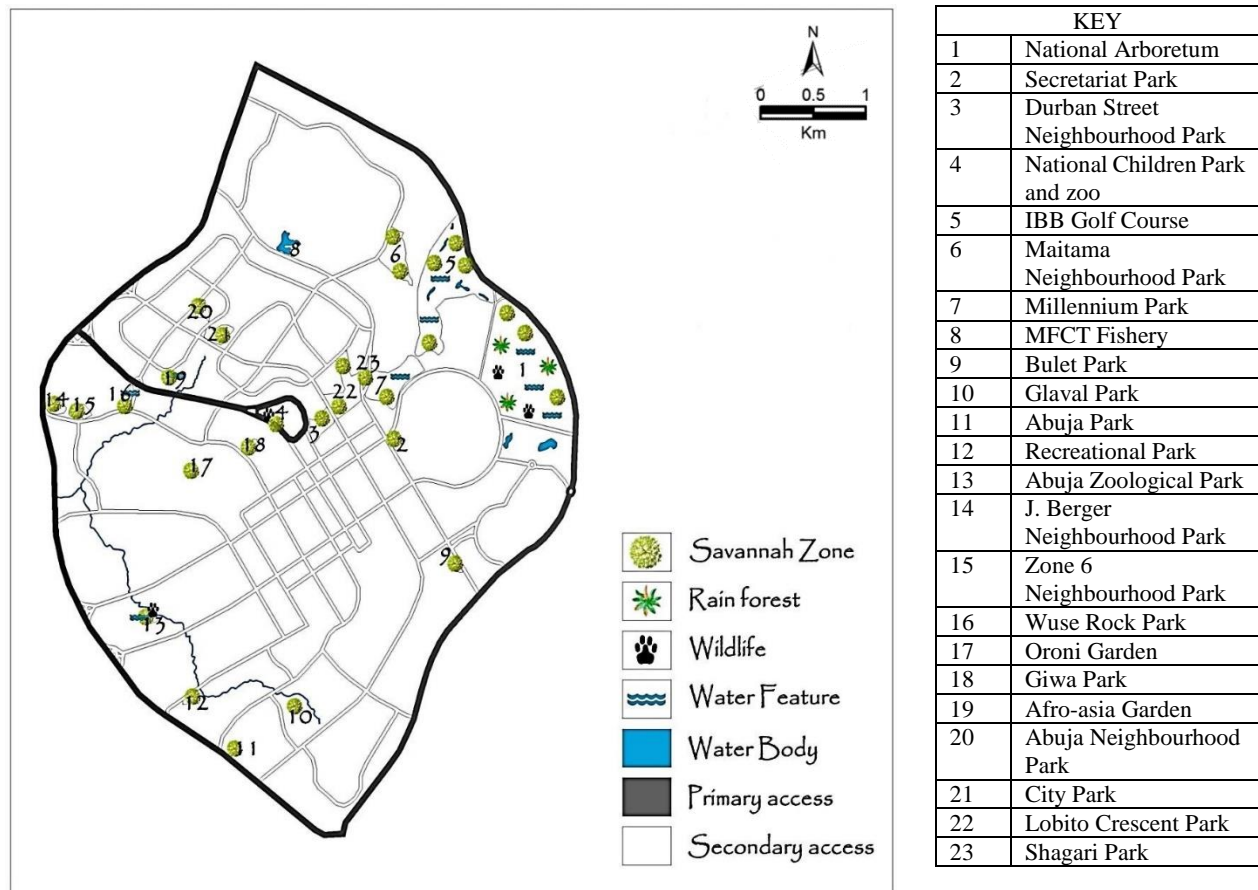 N
0 0.5 1
Km
8
6
5
20
21
1
23
19
22
7
14
15
16
4
3
2
18
17
9
13
12
10
11
Savannah Zone
Rain forest
Wildlife
Water Feature
Water Body
Primary access
Secondary access
KEY
1 National Arboretum
2 Secretariat Park
3 Durban Street
Neighbourhood Park
4 National Children Park
and zoo
5 IBB Golf Course
6 Maitama
Neighbourhood Park
7 Millennium Park
8 MFCT Fishery
9 Bulet Park
10 Glaval Park
11 Abuja Park
12 Recreational Park
13 Abuja Zoological Park
14 J. Berger
Neighbourhood Park
15 Zone 6
Neighbourhood Park
16 Wuse Rock Park
17 Oroni Garden
18 Giwa Park
19 Afro-asia Garden
20 Abuja Neighbourhood
Park
21 City Park
22 Lobito Crescent Park
23 Shagari Park